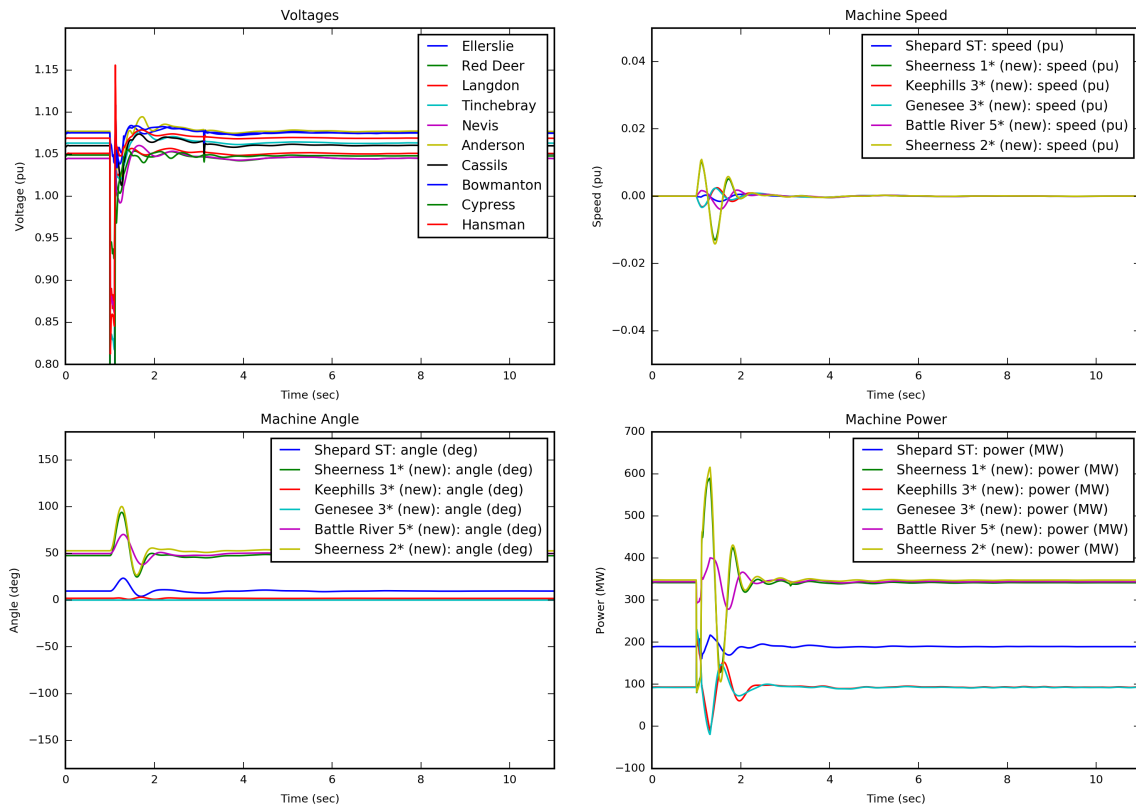 Voltages
1.15
1.10
1.05
1.00
0.95
0.90
0.85
0.80
Voltage (pu)
0 2 4 6 8 10
Time (sec)
Ellerslie
Red Deer
Langdon
Tinchebray
Nevis
Anderson
Cassils
Bowmanton
Cypress
Hansman
Machine Speed
0.04
0.02
0.00
−0.02
−0.04
Speed (pu)
0 2 4 6 8 10
Time (sec)
Shepard ST: speed (pu)
Sheerness 1* (new): speed (pu)
Keephills 3* (new): speed (pu)
Genesee 3* (new): speed (pu)
Battle River 5* (new): speed (pu)
Sheerness 2* (new): speed (pu)
Machine Angle
150
100
50
0
−50
−100
−150
Angle (deg)
0 2 4 6 8 10
Time (sec)
Shepard ST: angle (deg)
Sheerness 1* (new): angle (deg)
Keephills 3* (new): angle (deg)
Genesee 3* (new): angle (deg)
Battle River 5* (new): angle (deg)
Sheerness 2* (new): angle (deg)
Machine Power
700
600
500
400
300
200
100
0
−100
Power (MW)
0 2 4 6 8 10
Time (sec)
Shepard ST: power (MW)
Sheerness 1* (new): power (MW)
Keephills 3* (new): power (MW)
Genesee 3* (new): power (MW)
Battle River 5* (new): power (MW)
Sheerness 2* (new): power (MW)